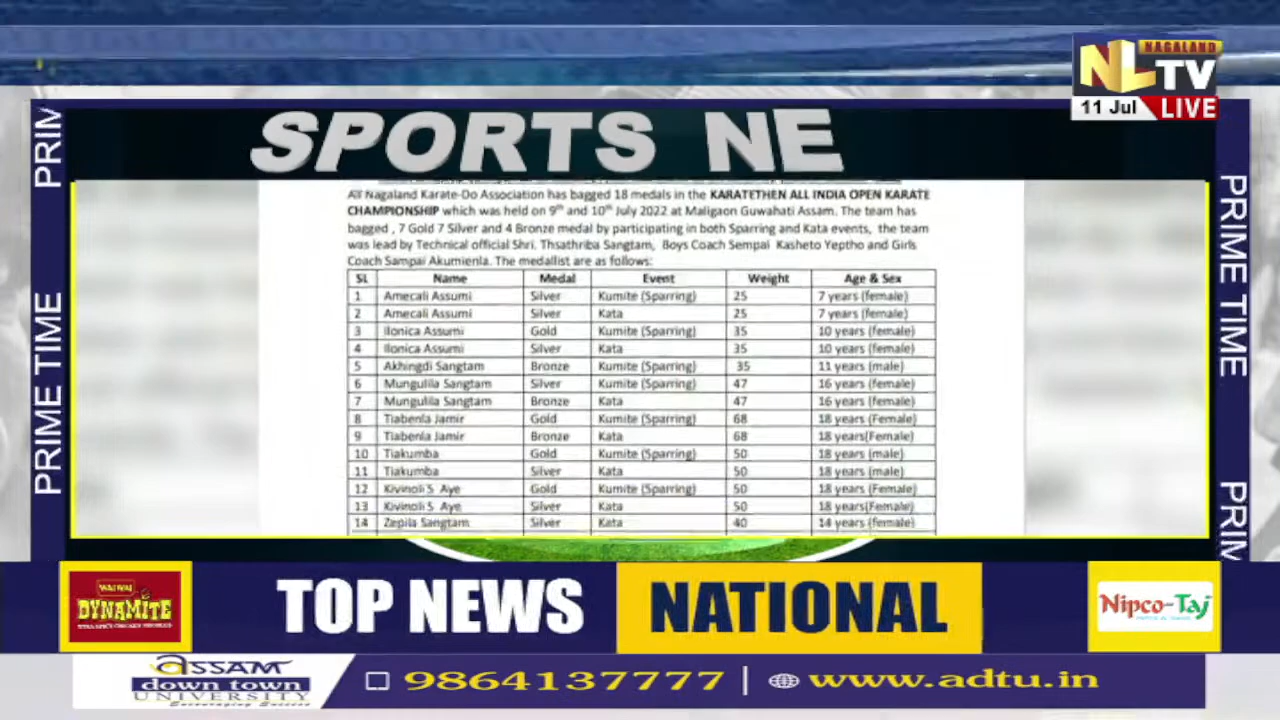 NAGALAND
NLTV
11 Jul LIVE
SPORTS NE
PRIM
PRIME TIME
All Nagaland Karate-Do Association has bagged 18 medals in the KARATETHEN ALL INDIA OPEN KARATE
CHAMPIONSHIP which was held on 9th and 10th July 2022 at Maligaon Guwahati Assam. The team has
bagged , 7 Gold 7 Silver and 4 Bronze medal by participating in both Sparring and Kata events, the team
was lead by Technical official Shri. Thsathriba Sangtam, Boys Coach Sempai Kasheto Yeptho and Girls
Coach Sampai Akumienla. The medallist are as follows:
SL Name Medal Event Weight Age & Sex
1 Amecali Assumi Silver Kumite (Sparring) 25 7 years (female)
2 Amecali Assumi Silver Kata 25 7 years (female)
3 Ilonica Assumi Gold Kumite (Sparring) 35 10 years (female)
4 Ilonica Assumi Silver Kata 35 10 years (female)
5 Akhingdi Sangtam Bronze Kumite (Sparring) 35 11 years (male)
6 Mungulila Sangtam Silver Kumite (Sparring) 47 16 years (female)
7 Mungulila Sangtam Bronze Kata 47 16 years (female)
8 Tiabenla Jamir Gold Kumite (Sparring) 68 18 years (Female)
9 Tiabenla Jamir Bronze Kata 68 18 years(Female)
10 Tiakumba Gold Kumite (Sparring) 50 18 years (male)
11 Tiakumba Silver Kata 50 18 years (male)
12 Kivinoli S Aye Gold Kumite (Sparring) 50 18 years (Female)
13 Kivinoli S Aye Silver Kata 50 18 years(Female)
14 Zepila Sangtam Silver Kata 40 14 years (female)
PRIME TIME
PRIM
WAI WAI
DYNAMITE
TOP NEWS
NATIONAL
Nipco-Taj
ASSAM
down town
UNIVERSITY
Encouraging Success
9864137777 | www.adtu.in